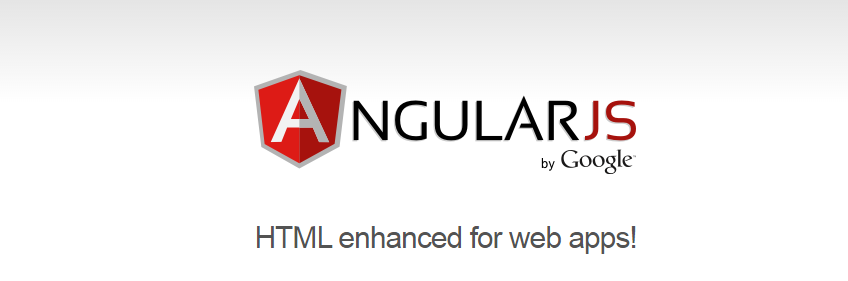 ANGULARJS
by Google
HTML enhanced for web apps!